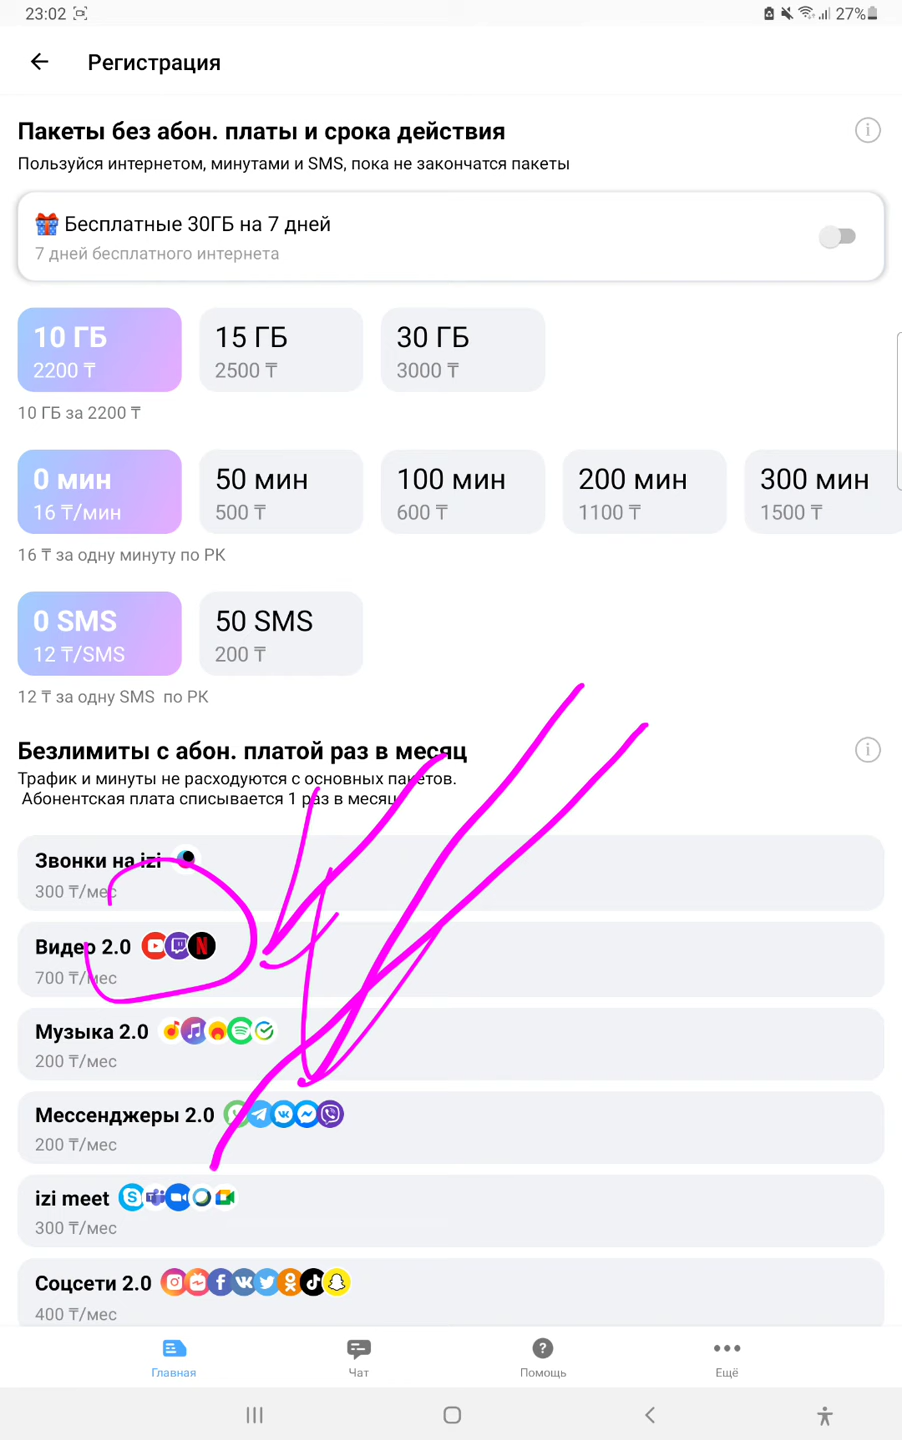 23:02
27%
Регистрация
Пакеты без абон. платы и срока действия
Пользуйся интернетом, минутами и SMS, пока не закончатся пакеты
Бесплатные 30ГБ на 7 дней
7 дней бесплатного интернета
10 ГБ 15 ГБ 30 ГБ
2200 ₸ 2500 ₸ 3000 ₸
10 ГБ за 2200 ₸
0 мин 50 мин 100 мин 200 мин 300 мин
16 ₸/мин 500 ₸ 600 ₸ 1100 ₸ 1500 ₸
16 ₸ за одну минуту по РК
0 SMS 50 SMS
12 ₸/SMS 200 ₸
12 ₸ за одну SMS по РК
Безлимиты с абон. платой раз в месяц
Трафик и минуты не расходуются с основных пакетов.
Абонентская плата списывается 1 раз в месяц
Звонки на izi
300 ₸/мес
Видео 2.0
700 ₸/мес
Музыка 2.0
200 ₸/мес
Мессенджеры 2.0
200 ₸/мес
izi meet
300 ₸/мес
Соцсети 2.0
400 ₸/мес
Главная Чат Помощь Ещё